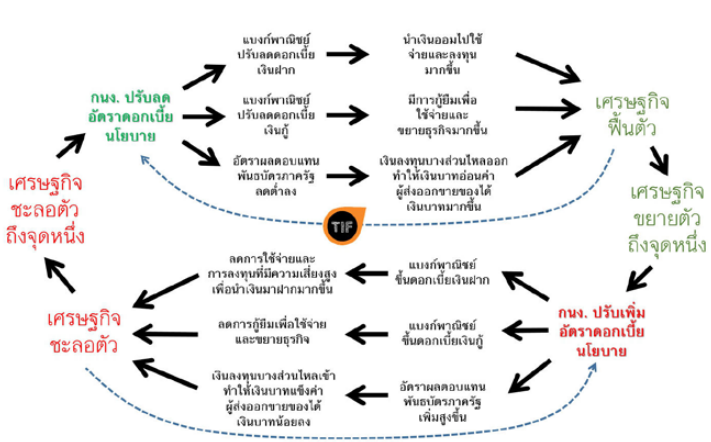 แบงก์พาณิชย์
ปรับลดดอกเบี้ย
เงินฝาก
นำเงินออมไปใช้
จ่ายและลงทุน
มากขึ้น
กนง. ปรับลด
อัตราดอกเบี้ย
นโยบาย
แบงก์พาณิชย์
ปรับลดดอกเบี้ย
เงินกู้
มีการกู้ยืมเพื่อ
ใช้จ่ายและ
ขยายธุรกิจมากขึ้น
เศรษฐกิจ
ฟื้นตัว
อัตราผลตอบแทน
พันธบัตรภาครัฐ
ลดต่ำลง
เงินลงทุนบางส่วนไหลออก
ทำให้เงินบาทอ่อนค่า
ผู้ส่งออกขายของได้
เงินบาทมากขึ้น
เศรษฐกิจ
ชะลอตัว
ถึงจุดหนึ่ง
เศรษฐกิจ
ขยายตัว
ถึงจุดหนึ่ง
TIF
ลดการใช้จ่ายและ
การลงทุนที่มีความเสี่ยงสูง
เพื่อนำเงินมาฝากมากขึ้น
แบงก์พาณิชย์
ขึ้นดอกเบี้ยเงินฝาก
เศรษฐกิจ
ชะลอตัว
ลดการกู้ยืมเพื่อใช้จ่าย
และขยายธุรกิจ
แบงก์พาณิชย์
ขึ้นดอกเบี้ยเงินกู้
กนง. ปรับเพิ่ม
อัตราดอกเบี้ย
นโยบาย
เงินลงทุนบางส่วนไหลเข้า
ทำให้เงินบาทแข็งค่า
ผู้ส่งออกขายของได้
เงินบาทน้อยลง
อัตราผลตอบแทน
พันธบัตรภาครัฐ
เพิ่มสูงขึ้น